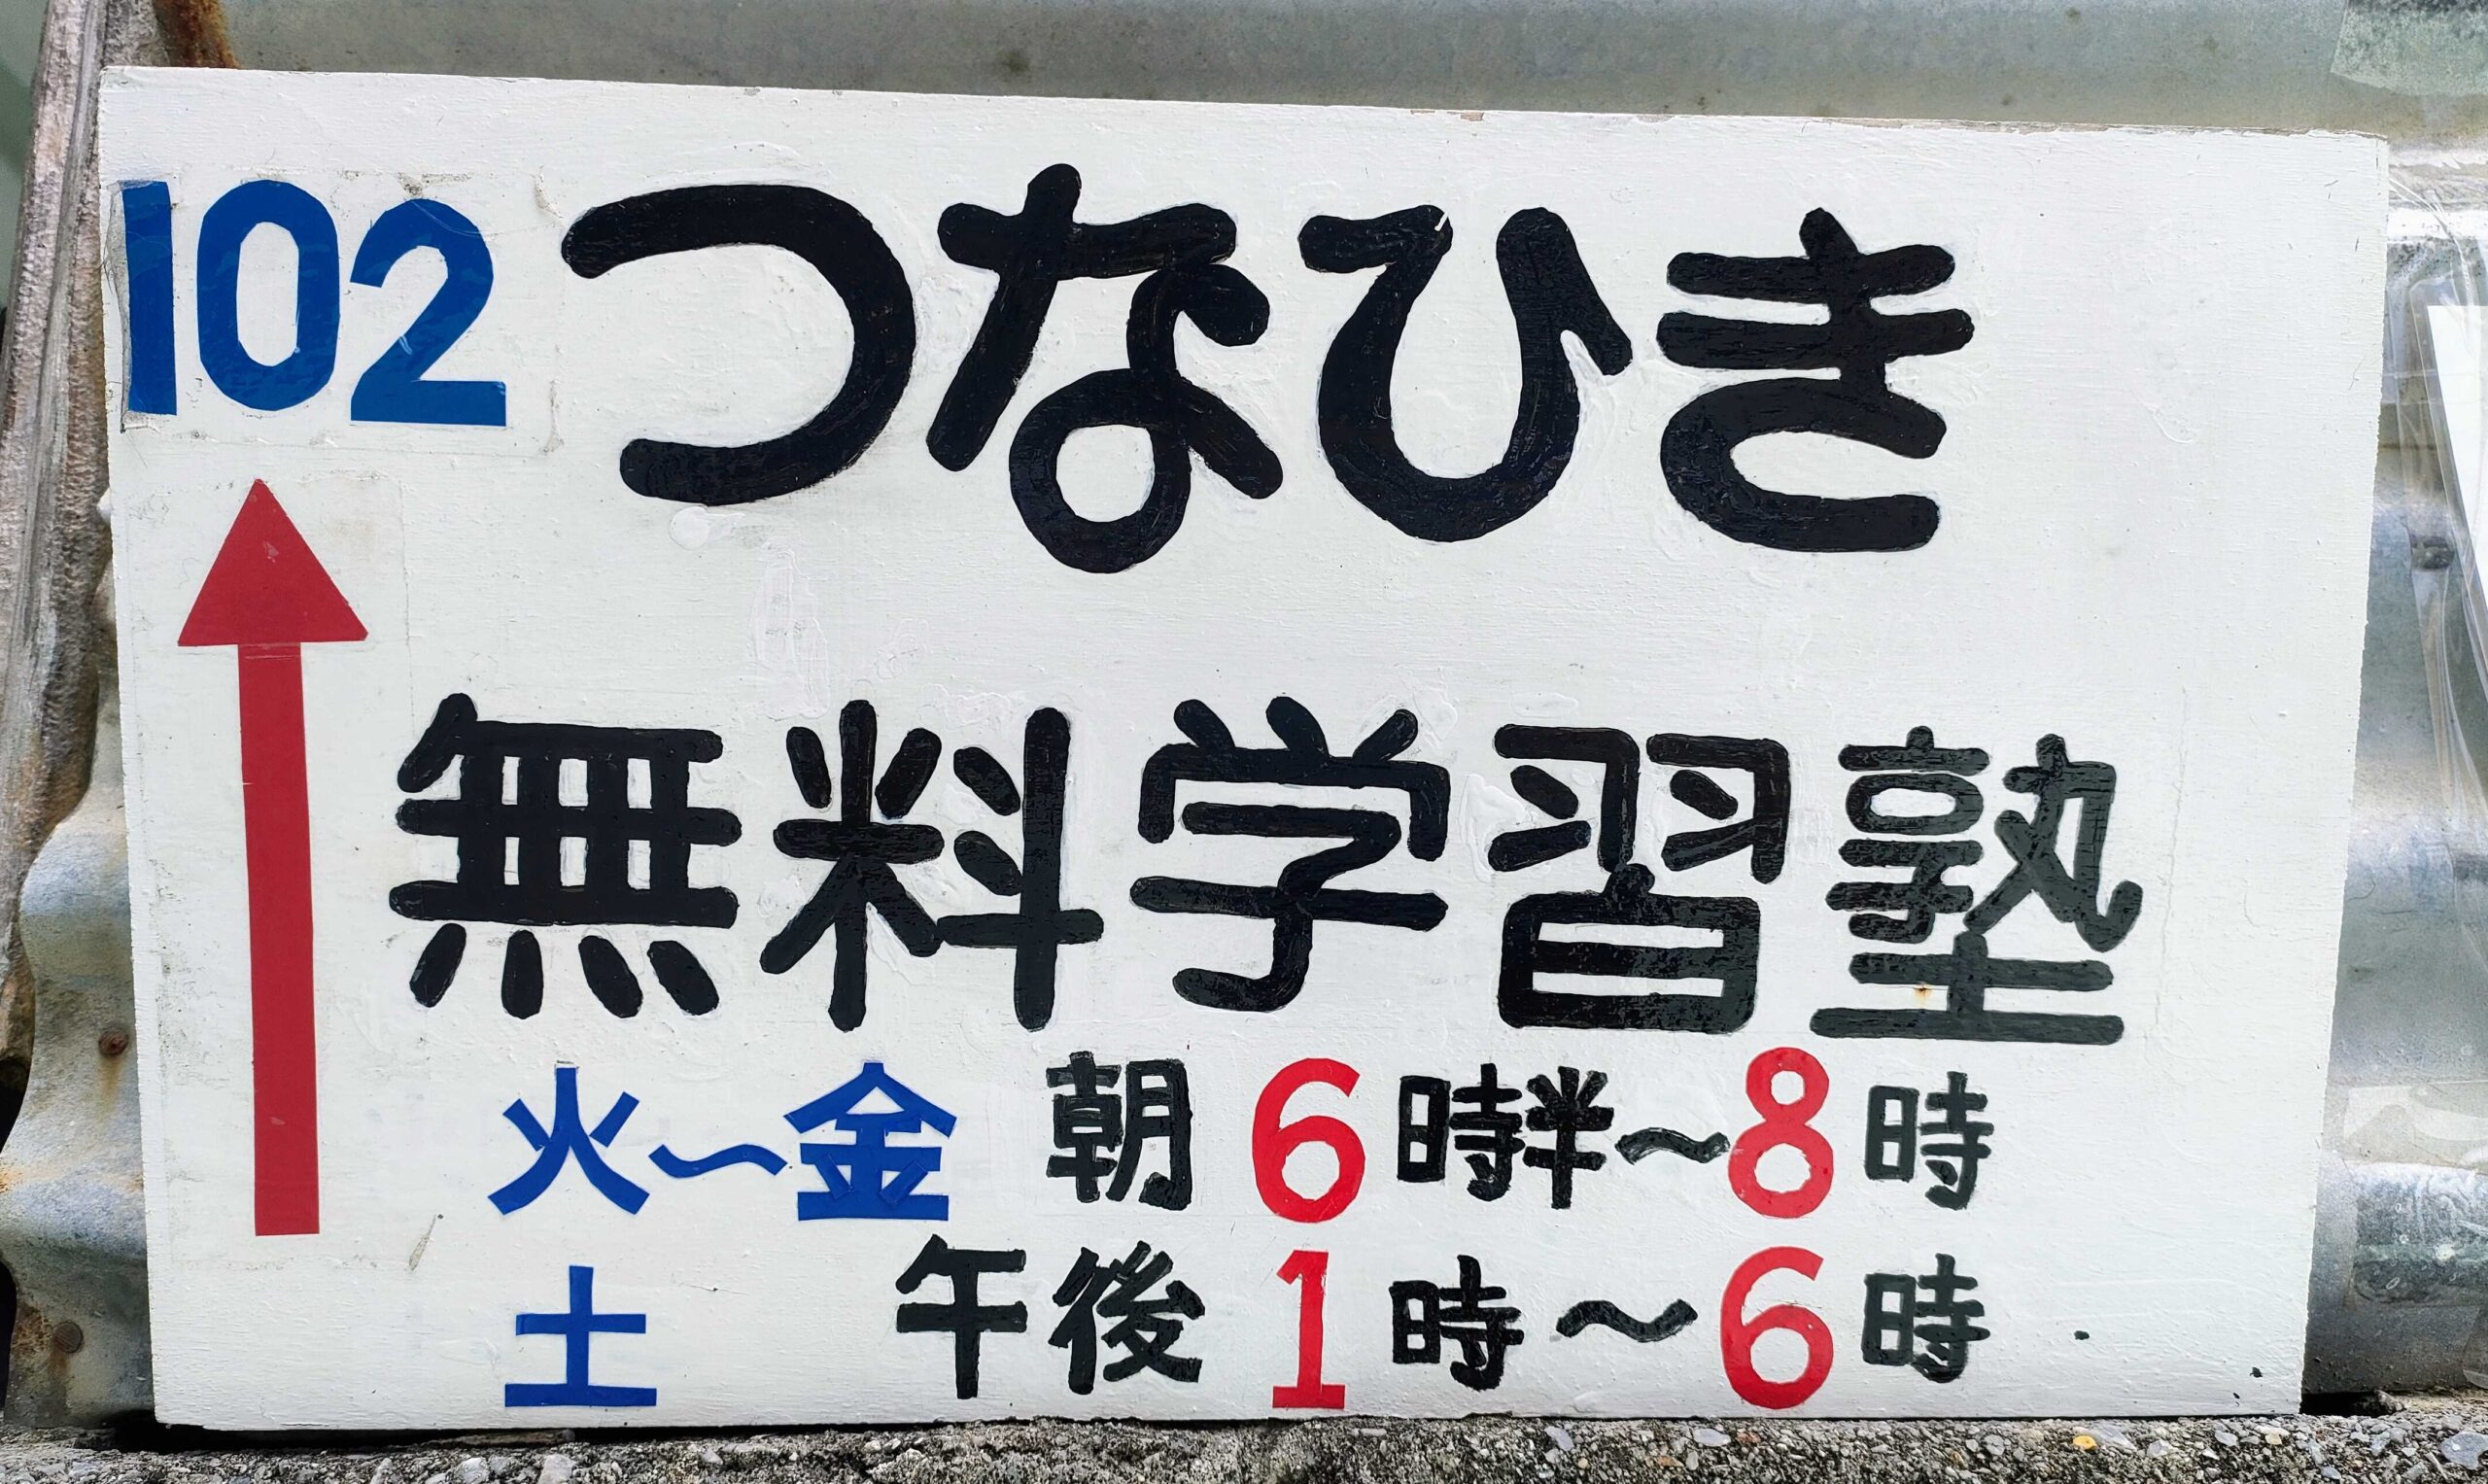 102 つなひき
無料学習塾
火~金 朝 6時半~8時
土 午後 1時~6時